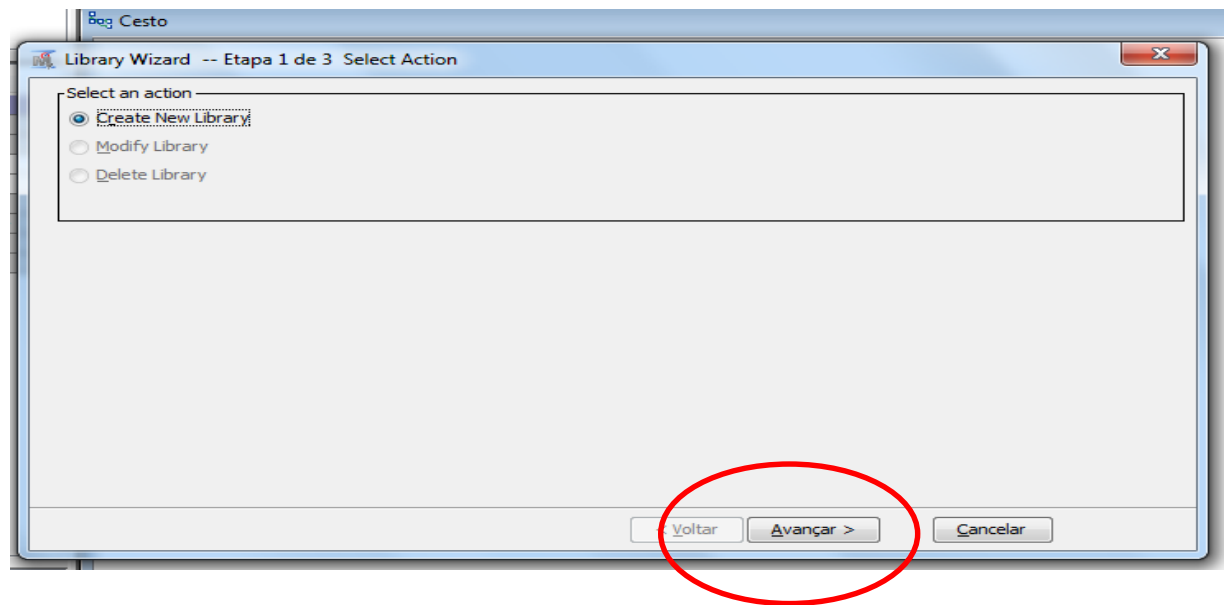 Cesto
Library Wizard -- Etapa 1 de 3 Select Action
Select an action
Create New Library
Modify Library
Delete Library
< Voltar Avançar > Cancelar